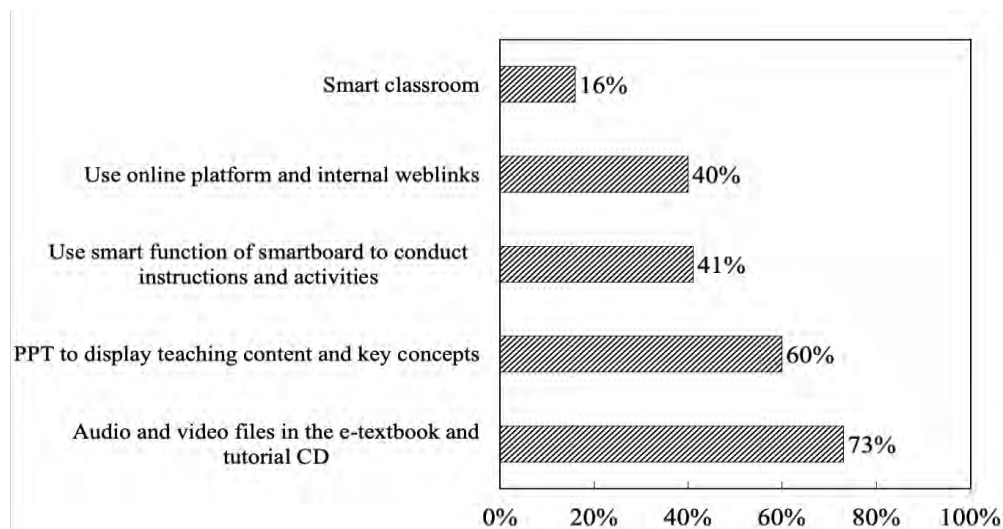 Smart classroom
16%
Use online platform and internal weblinks
40%
Use smart function of smartboard to conduct
instructions and activities
41%
PPT to display teaching content and key concepts
60%
Audio and video files in the e-textbook and
tutorial CD
73%
0% 20% 40% 60% 80% 100%